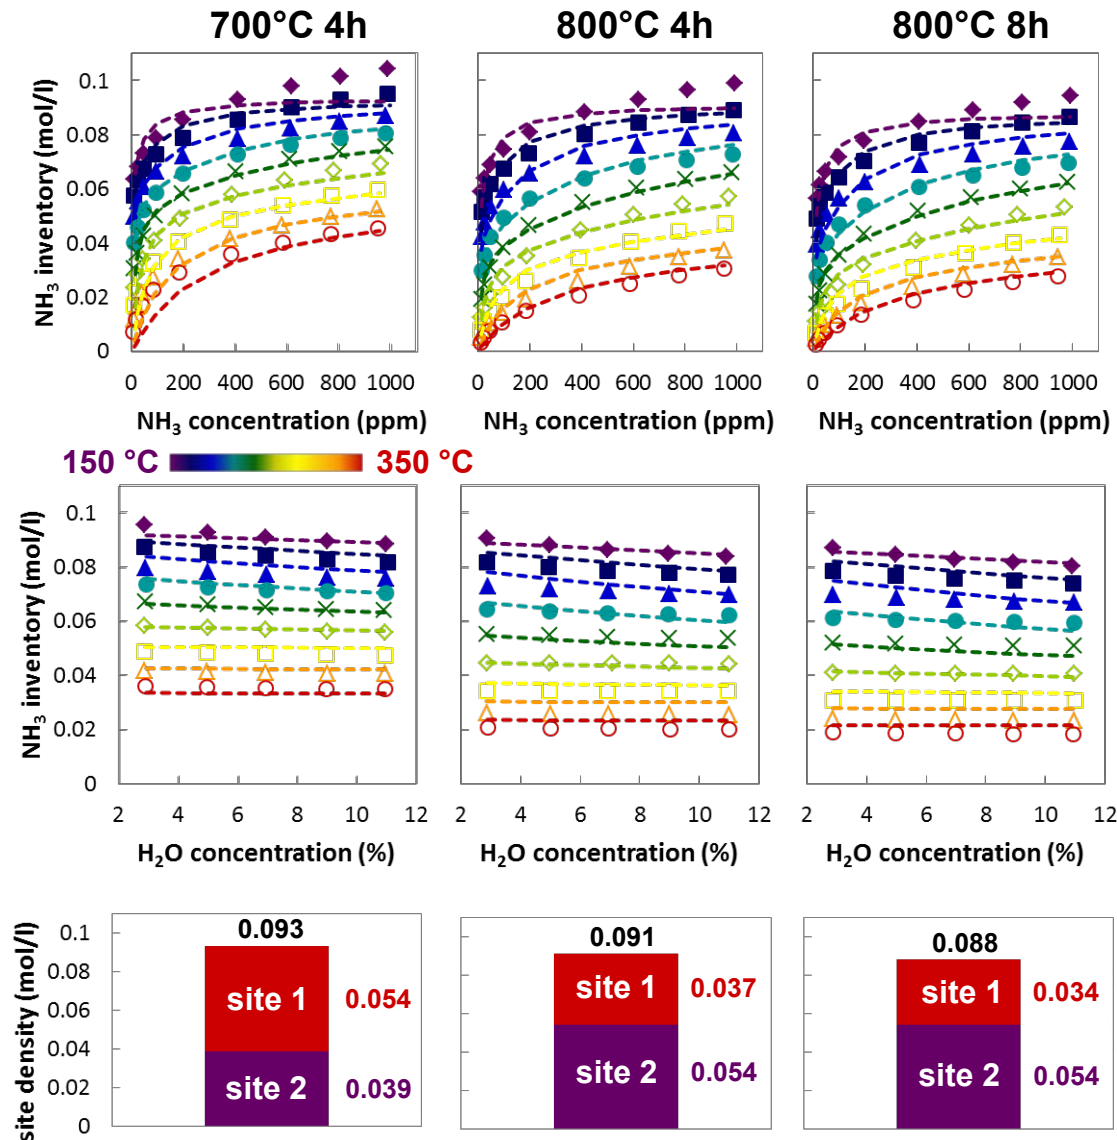 700°C 4h
800°C 4h
800°C 8h
NH₃ inventory (mol/l)
0.1
0.08
0.06
0.04
0.02
0
0 200 400 600 800 1000
0 200 400 600 800 1000
0 200 400 600 800 1000
NH₃ concentration (ppm)
NH₃ concentration (ppm)
NH₃ concentration (ppm)
150 °C
350 °C
NH₃ inventory (mol/l)
0.1
0.08
0.06
0.04
0.02
0
2 4 6 8 10 12
2 4 6 8 10 12
2 4 6 8 10 12
H₂O concentration (%)
H₂O concentration (%)
H₂O concentration (%)
site density (mol/l)
0.1
0.08
0.06
0.04
0.02
0
0.093
site 1 0.054
site 2 0.039
0.091
site 1 0.037
site 2 0.054
0.088
site 1 0.034
site 2 0.054